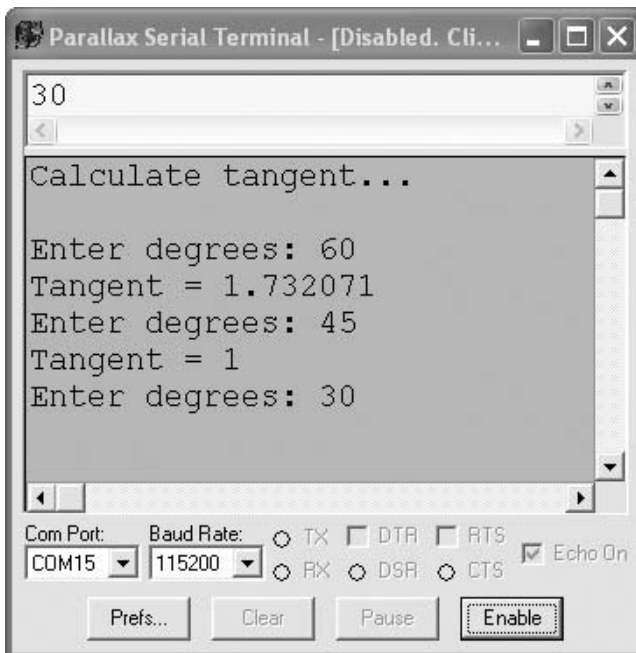 Parallax Serial Terminal - [Disabled. Cli...
30
Calculate tangent...
Enter degrees: 60
Tangent = 1.732071
Enter degrees: 45
Tangent = 1
Enter degrees: 30
Com Port: Baud Rate: TX DTR RTS
COM15 115200 RX DSR CTS Echo On
Prefs... Clear Pause Enable